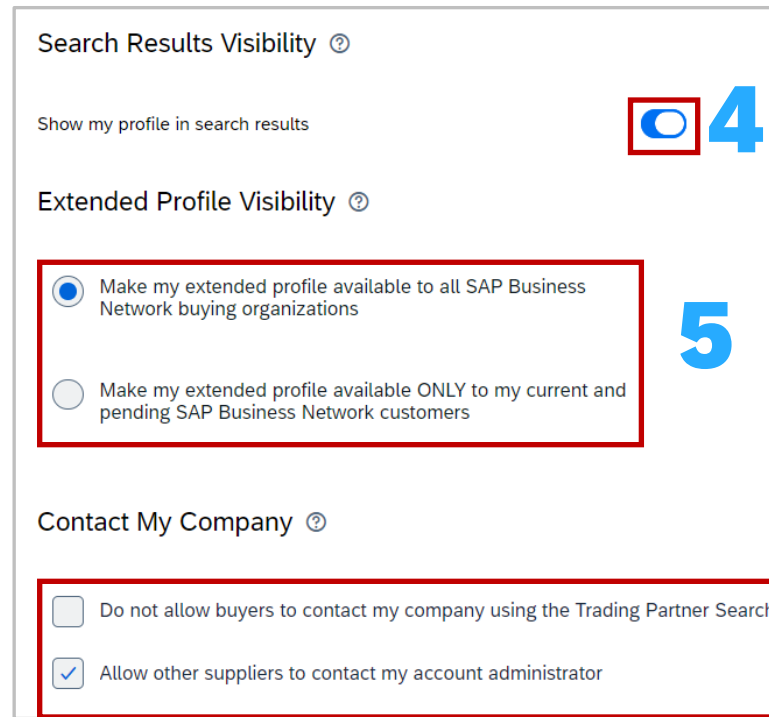 Search Results Visibility
Show my profile in search results
4
Extended Profile Visibility
Make my extended profile available to all SAP Business
Network buying organizations
5
Make my extended profile available ONLY to my current and
pending SAP Business Network customers
Contact My Company
Do not allow buyers to contact my company using the Trading Partner Search
Allow other suppliers to contact my account administrator